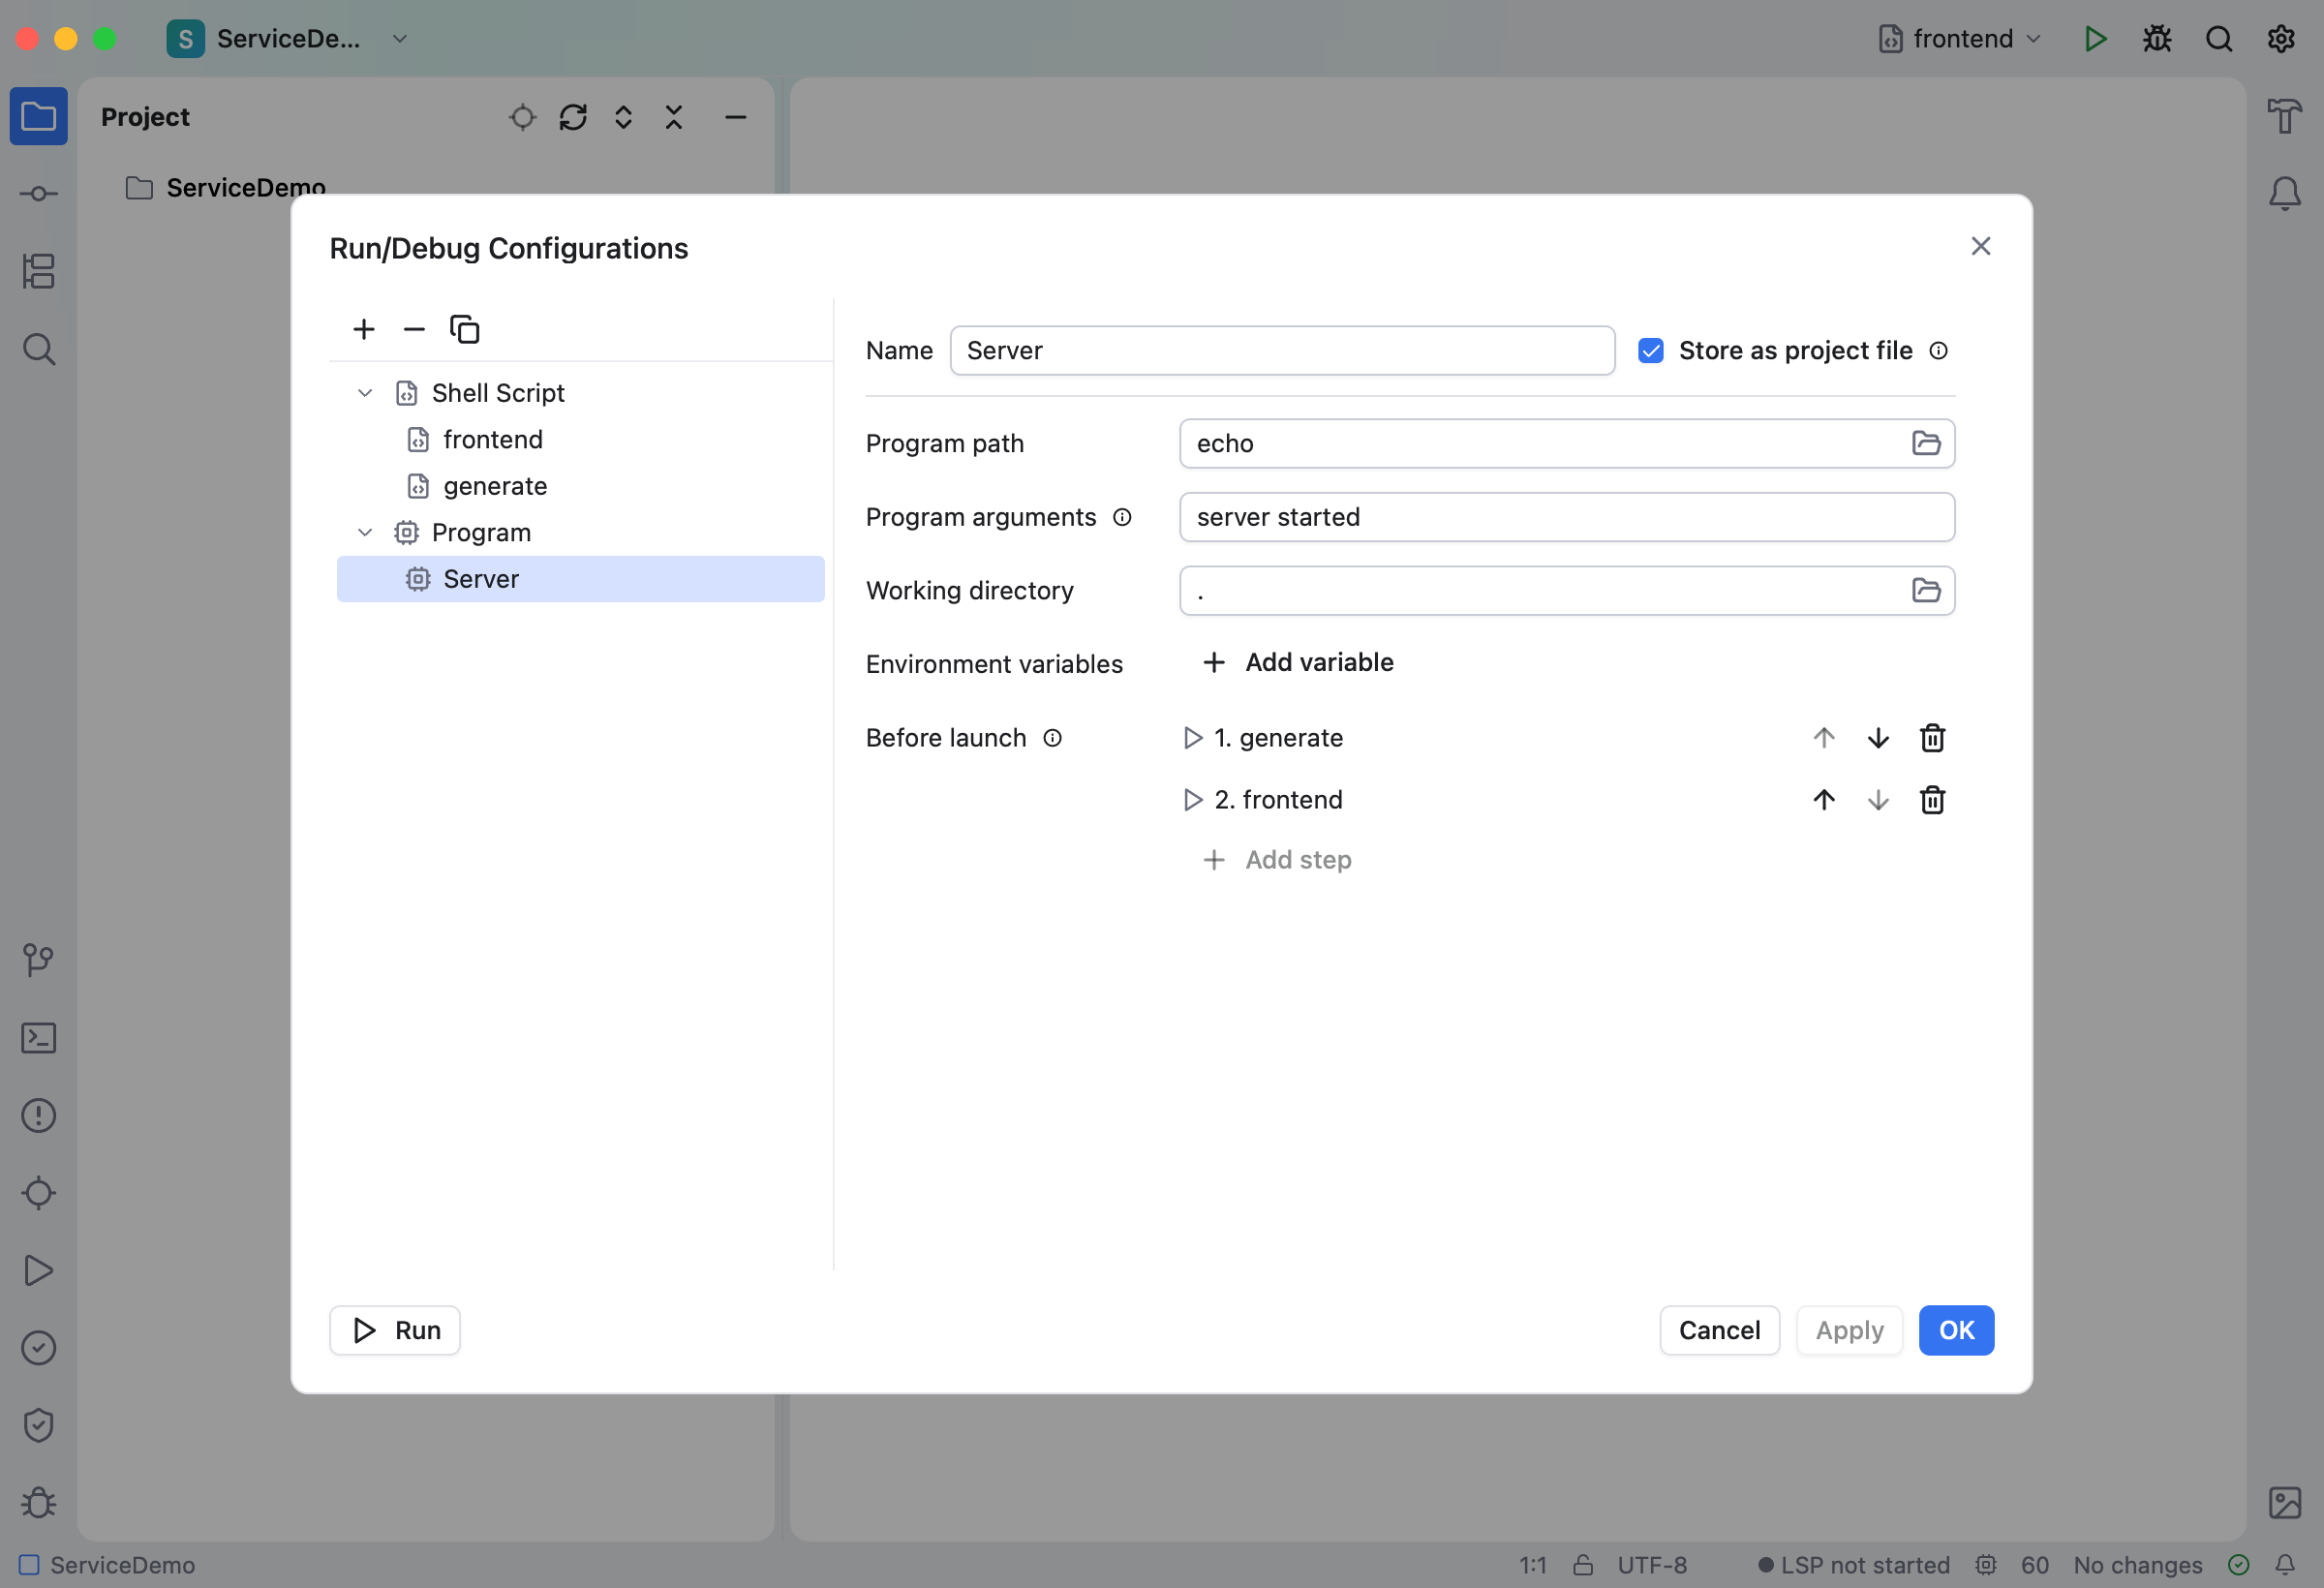 S ServiceDe...
frontend
Project
ServiceDemo
Run/Debug Configurations
Shell Script
frontend
generate
Program
Server
Name Server Store as project file
Program path echo
Program arguments server started
Working directory .
Environment variables Add variable
Before launch 1. generate
2. frontend
Add step
Run Cancel Apply OK
ServiceDemo 1:1 UTF-8 LSP not started 60 No changes